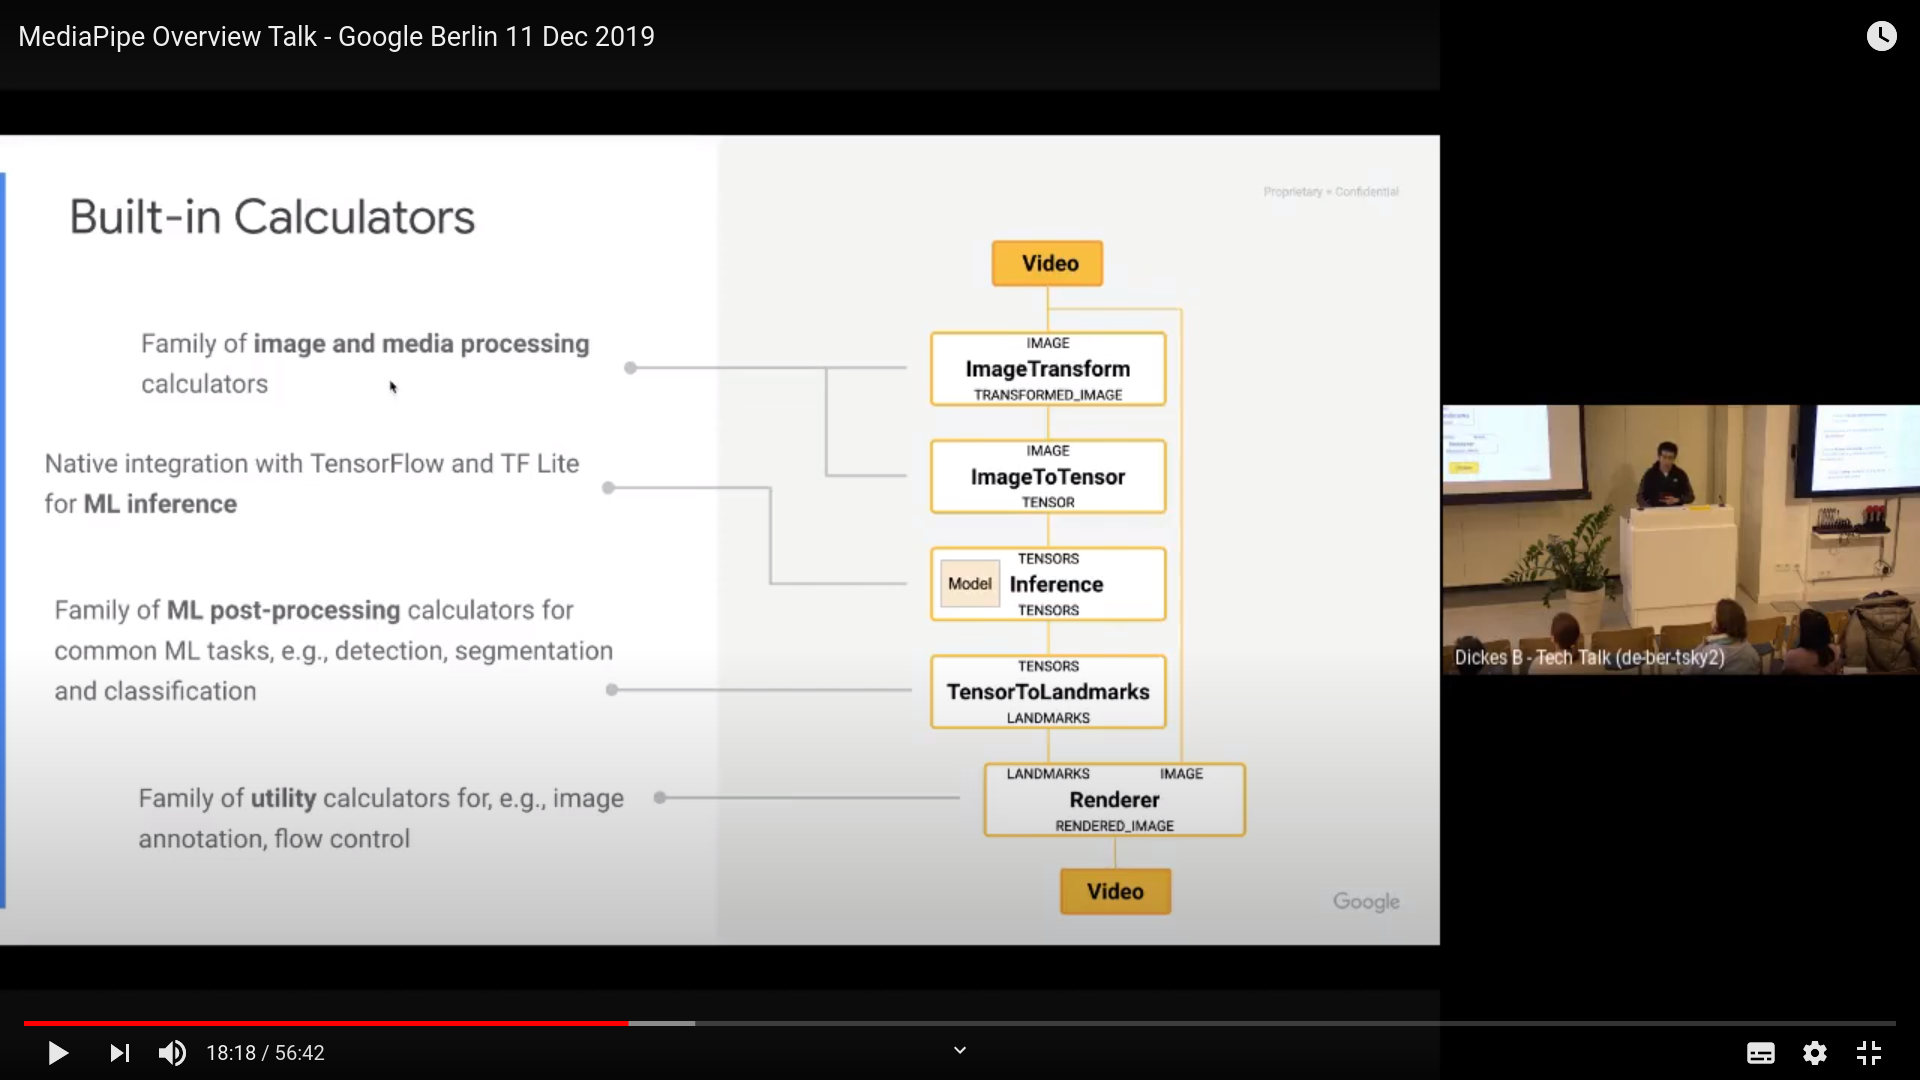 MediaPipe Overview Talk - Google Berlin 11 Dec 2019
Proprietary + Confidential
Built-in Calculators
Family of image and media processing
calculators
Native integration with TensorFlow and TF Lite
for ML inference
Family of ML post-processing calculators for
common ML tasks, e.g., detection, segmentation
and classification
Family of utility calculators for, e.g., image
annotation, flow control
Video
IMAGE
ImageTransform
TRANSFORMED_IMAGE
IMAGE
ImageToTensor
TENSOR
TENSORS
Model
Inference
TENSORS
TENSORS
TensorToLandmarks
LANDMARKS
LANDMARKS IMAGE
Renderer
RENDERED_IMAGE
Video
Google
Dickes B - Tech Talk (de-ber-tsky2)
18:18 / 56:42